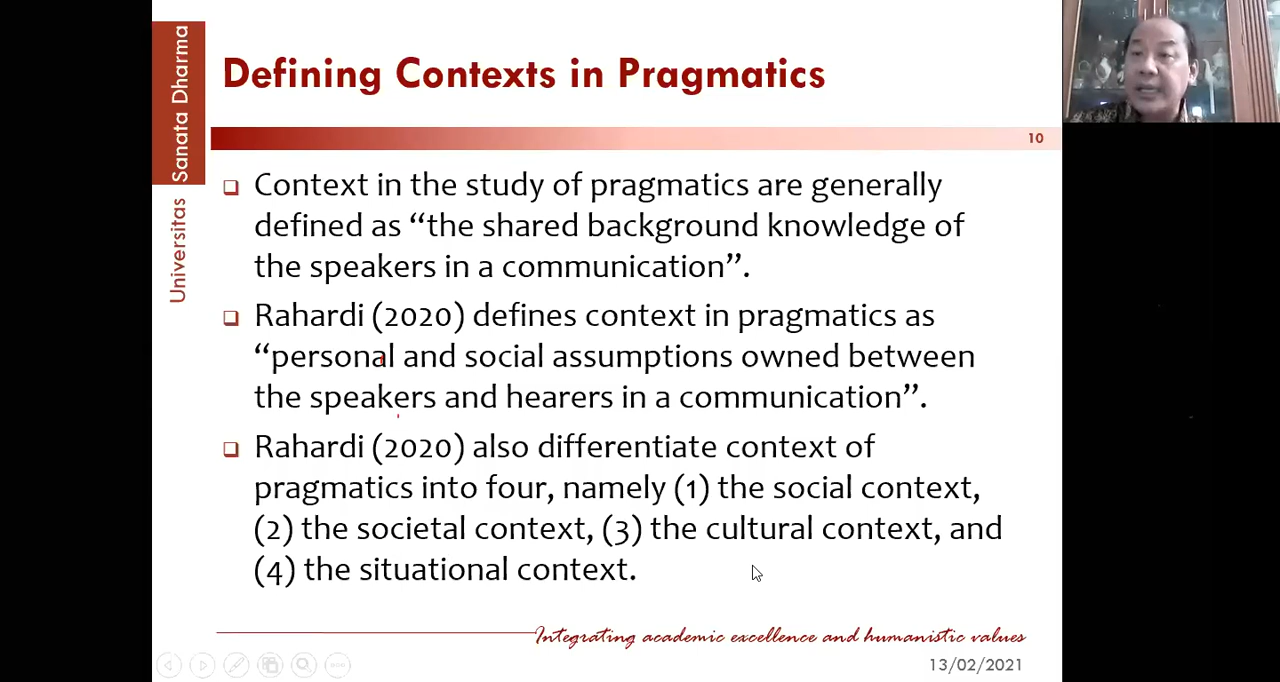 Universitas Sanata Dharma
Defining Contexts in Pragmatics
10
Context in the study of pragmatics are generally
defined as “the shared background knowledge of
the speakers in a communication”.
Rahardi (2020) defines context in pragmatics as
“personal and social assumptions owned between
the speakers and hearers in a communication”.
Rahardi (2020) also differentiate context of
pragmatics into four, namely (1) the social context,
(2) the societal context, (3) the cultural context, and
(4) the situational context.
Integrating academic excellence and humanistic values
13/02/2021